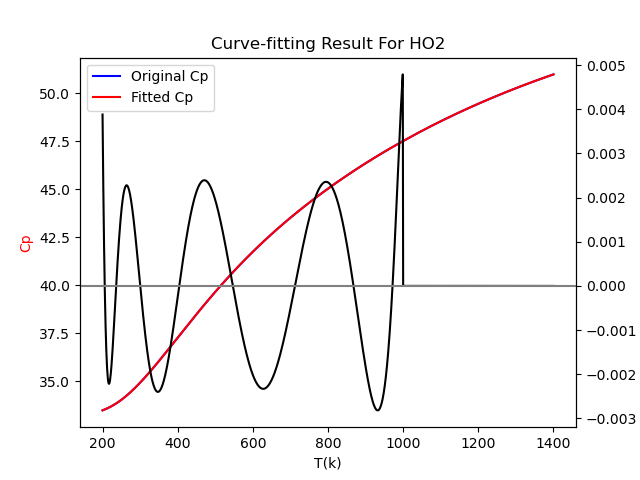 Curve-fitting Result For HO2
Original Cp
Fitted Cp
Cp
50.0
47.5
45.0
42.5
40.0
37.5
35.0
0.005
0.004
0.003
0.002
0.001
0.000
−0.001
−0.002
−0.003
200 400 600 800 1000 1200 1400
T(k)